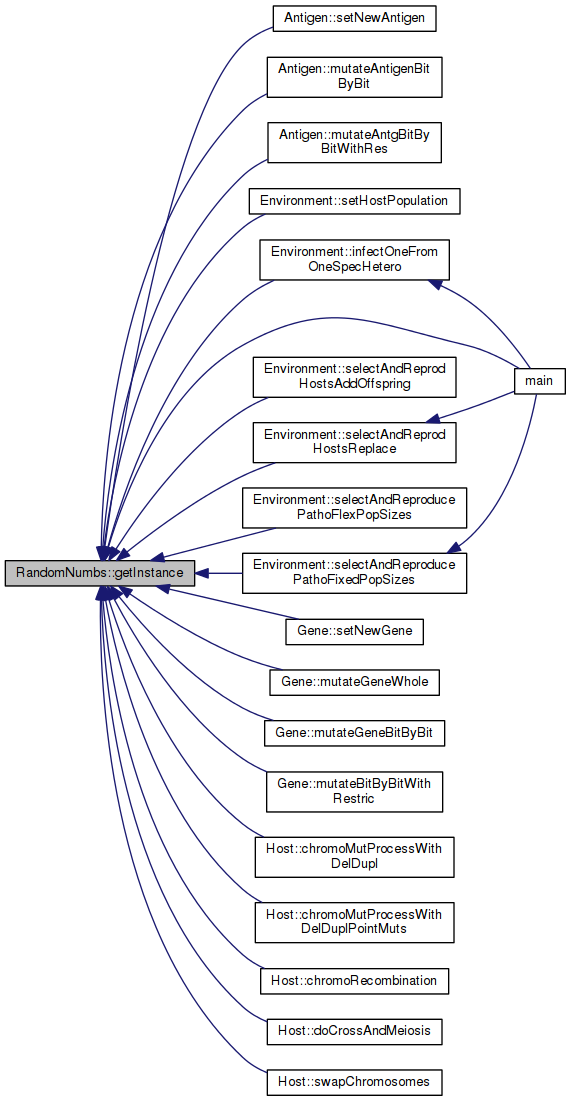 Antigen::setNewAntigen
Antigen::mutateAntigenBit
ByBit
Antigen::mutateAntgBitBy
BitWithRes
Environment::setHostPopulation
Environment::infectOneFrom
OneSpecHetero
Environment::selectAndReprod
HostsAddOffspring
main
Environment::selectAndReprod
HostsReplace
Environment::selectAndReproduce
PathoFlexPopSizes
RandomNumbs::getInstance
Environment::selectAndReproduce
PathoFixedPopSizes
Gene::setNewGene
Gene::mutateGeneWhole
Gene::mutateGeneBitByBit
Gene::mutateBitByBitWith
Restric
Host::chromoMutProcessWith
DelDupl
Host::chromoMutProcessWith
DelDuplPointMuts
Host::chromoRecombination
Host::doCrossAndMeiosis
Host::swapChromosomes